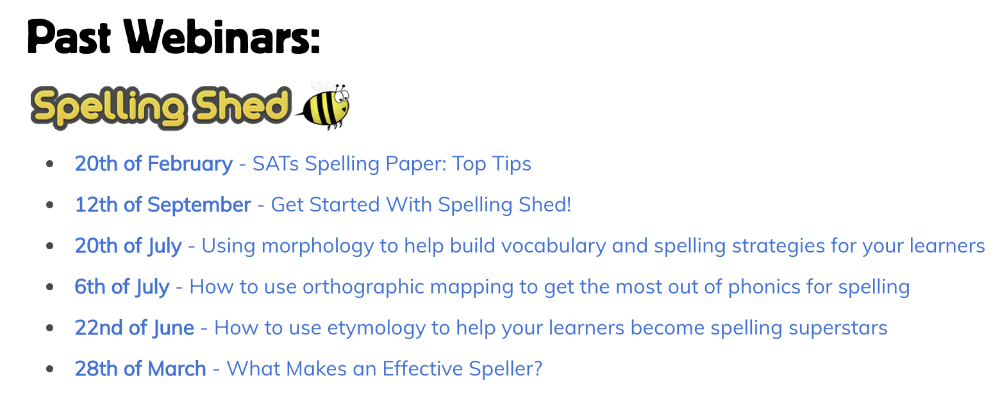 Past Webinars:
Spelling Shed
20th of February - SATs Spelling Paper: Top Tips
12th of September - Get Started With Spelling Shed!
20th of July - Using morphology to help build vocabulary and spelling strategies for your learners
6th of July - How to use orthographic mapping to get the most out of phonics for spelling
22nd of June - How to use etymology to help your learners become spelling superstars
28th of March - What Makes an Effective Speller?